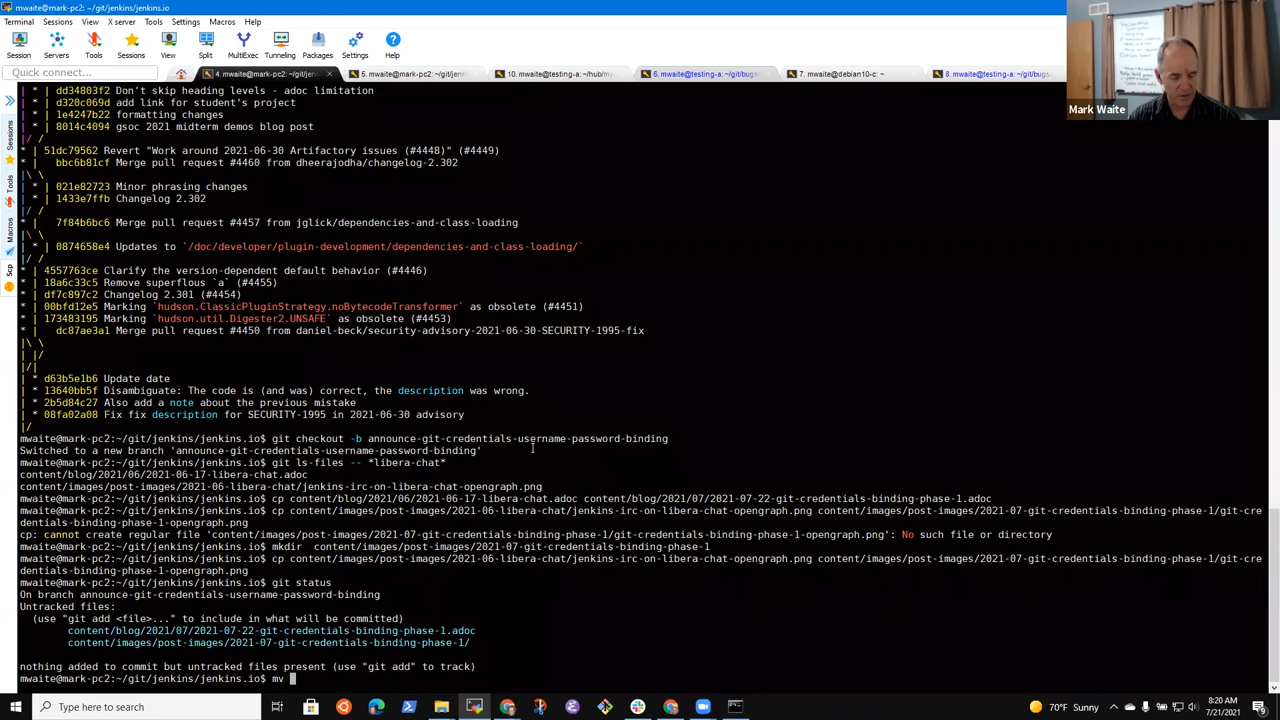 mwaite@mark-pc2: ~/git/jenkins/jenkins.io
Terminal Sessions View X server Tools Settings Macros Help
Session Servers Tools Sessions View Split MultiExec Tunneling Packages Settings Help
Quick connect...
4. mwaite@mark-pc2: ~/git/jen
5. mwaite@mark-pc2: ~/git/jen
10. mwaite@testing-a: ~/hub/m
6. mwaite@testing-a: ~/git/bugs
7. mwaite@debian10-c: ~
8. mwaite@testing-a: ~/git/bugs
Mark Waite
Sessions
Tools
Macros
Scp
| * | dd34803f2 Don't skip heading levels - adoc limitation
| * | d320c069d add link for student's project
| * | 1e4247b22 formatting changes
| * | 8014c4094 gsoc 2021 midterm demos blog post
|/ /
* | 51dc79562 Revert "Work around 2021-06-30 Artifactory issues (#4448)" (#4449)
* | bbc6b81cf Merge pull request #4460 from dheerajodha/changelog-2.302
|\ \
| * | 021e82723 Minor phrasing changes
| * | 1433e7ffb Changelog 2.302
|/ /
* | 7f84b6bc6 Merge pull request #4457 from jglick/dependencies-and-class-loading
|\ \
| * | 0874658e4 Updates to `/doc/developer/plugin-development/dependencies-and-class-loading/`
|/ /
* | 4557763ce Clarify the version-dependent default behavior (#4446)
* | 18a6c33c5 Remove superflous `a` (#4455)
* | df7c897c2 Changelog 2.301 (#4454)
* | 00bfd12e5 Marking `hudson.ClassicPluginStrategy.noBytecodeTransformer` as obsolete (#4451)
* | 173483195 Marking `hudson.util.Digester2.UNSAFE` as obsolete (#4453)
* | dc87ae3a1 Merge pull request #4450 from daniel-beck/security-advisory-2021-06-30-SECURITY-1995-fix
|\ \
| |/
|/|
| * d63b5e1b6 Update date
| * 13640bb5f Disambiguate: The code is (and was) correct, the description was wrong.
| * 2b5d84c27 Also add a note about the previous mistake
| * 08fa02a08 Fix fix description for SECURITY-1995 in 2021-06-30 advisory
|/
mwaite@mark-pc2:~/git/jenkins/jenkins.io$ git checkout -b announce-git-credentials-username-password-binding
Switched to a new branch 'announce-git-credentials-username-password-binding'
mwaite@mark-pc2:~/git/jenkins/jenkins.io$ git ls-files -- *libera-chat*
content/blog/2021/06/2021-06-17-libera-chat.adoc
content/images/post-images/2021-06-libera-chat/jenkins-irc-on-libera-chat-opengraph.png
mwaite@mark-pc2:~/git/jenkins/jenkins.io$ cp content/blog/2021/06/2021-06-17-libera-chat.adoc content/blog/2021/07/2021-07-22-git-credentials-binding-phase-1.adoc
mwaite@mark-pc2:~/git/jenkins/jenkins.io$ cp content/images/post-images/2021-06-libera-chat/jenkins-irc-on-libera-chat-opengraph.png content/images/post-images/2021-07-git-credentials-binding-phase-1/git-cre
dentials-binding-phase-1-opengraph.png
cp: cannot create regular file 'content/images/post-images/2021-07-git-credentials-binding-phase-1/git-credentials-binding-phase-1-opengraph.png': No such file or directory
mwaite@mark-pc2:~/git/jenkins/jenkins.io$ mkdir  content/images/post-images/2021-07-git-credentials-binding-phase-1
mwaite@mark-pc2:~/git/jenkins/jenkins.io$ cp content/images/post-images/2021-06-libera-chat/jenkins-irc-on-libera-chat-opengraph.png content/images/post-images/2021-07-git-credentials-binding-phase-1/git-cre
dentials-binding-phase-1-opengraph.png
mwaite@mark-pc2:~/git/jenkins/jenkins.io$ git status
On branch announce-git-credentials-username-password-binding
Untracked files:
(use "git add <file>..." to include in what will be committed)
content/blog/2021/07/2021-07-22-git-credentials-binding-phase-1.adoc
content/images/post-images/2021-07-git-credentials-binding-phase-1/
nothing added to commit but untracked files present (use "git add" to track)
mwaite@mark-pc2:~/git/jenkins/jenkins.io$ mv
Type here to search
70°F Sunny
8:20 AM
7/21/2021